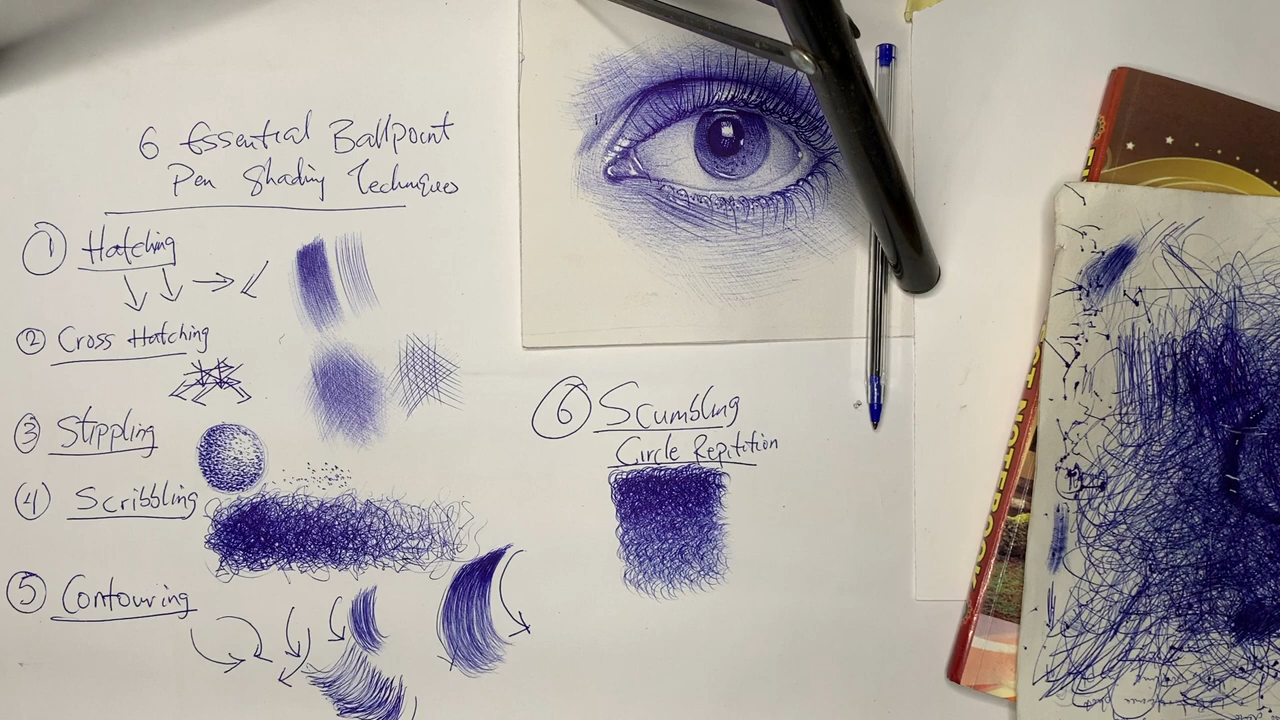 6 Essential Ballpoint
Pen Shading Techniques
① Hatching
② Cross Hatching
③ Stippling
④ Scribbling
⑤ Contouring
⑥ Scumbling
Circle Repitition
NOTEBOOK